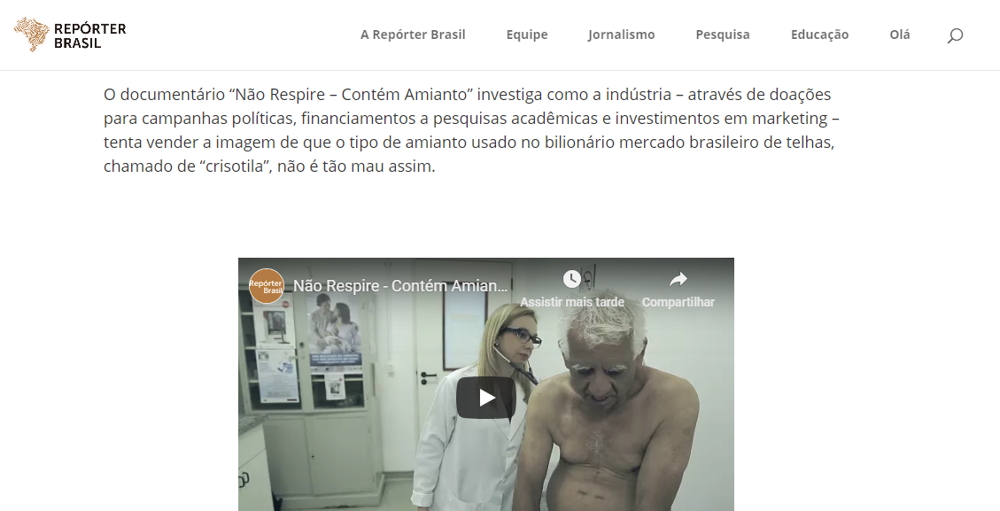 REPÓRTER
BRASIL
A Repórter Brasil
Equipe
Jornalismo
Pesquisa
Educação
Olá
O documentário “Não Respire – Contém Amianto” investiga como a indústria – através de doações
para campanhas políticas, financiamentos a pesquisas acadêmicas e investimentos em marketing –
tenta vender a imagem de que o tipo de amianto usado no bilionário mercado brasileiro de telhas,
chamado de “crisotila”, não é tão mau assim.
Repórter
Brasil
Não Respire - Contém Amian...
Assistir mais tarde
Compartilhar